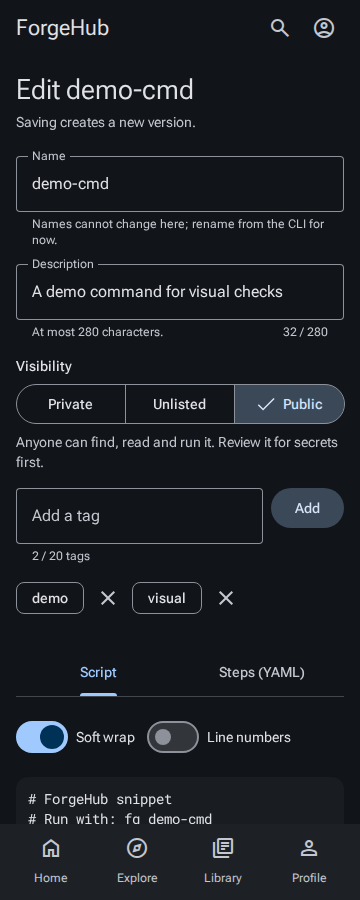 ForgeHub
Edit demo-cmd
Saving creates a new version.
Name
demo-cmd
Names cannot change here; rename from the CLI for
now.
Description
A demo command for visual checks
At most 280 characters. 32 / 280
Visibility
Private Unlisted Public
Anyone can find, read and run it. Review it for secrets
first.
Add a tag Add
2 / 20 tags
demo visual
Script Steps (YAML)
Soft wrap Line numbers
# ForgeHub snippet
# Run with: fg demo-cmd
Home Explore Library Profile